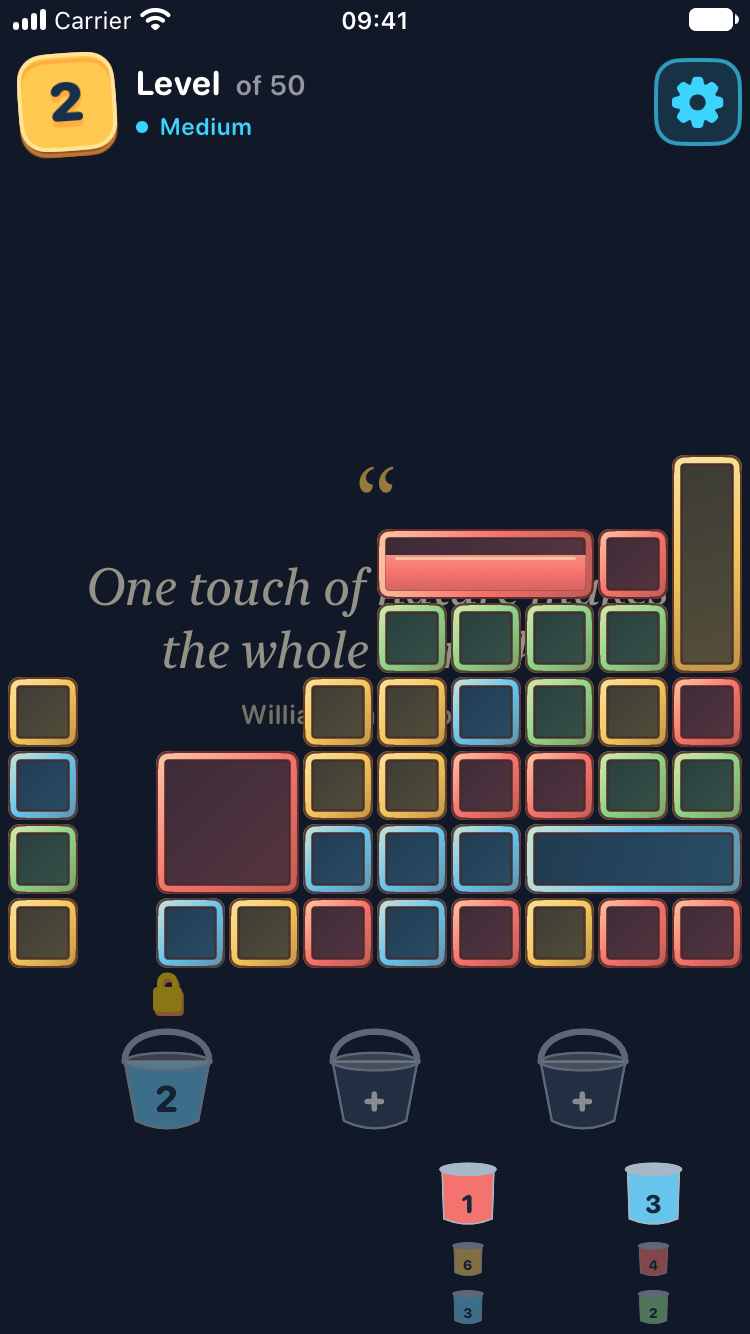 Carrier 09:41
2 Level of 50
Medium
“
One touch of
the whole
2 + +
1 3
6 4
3 2